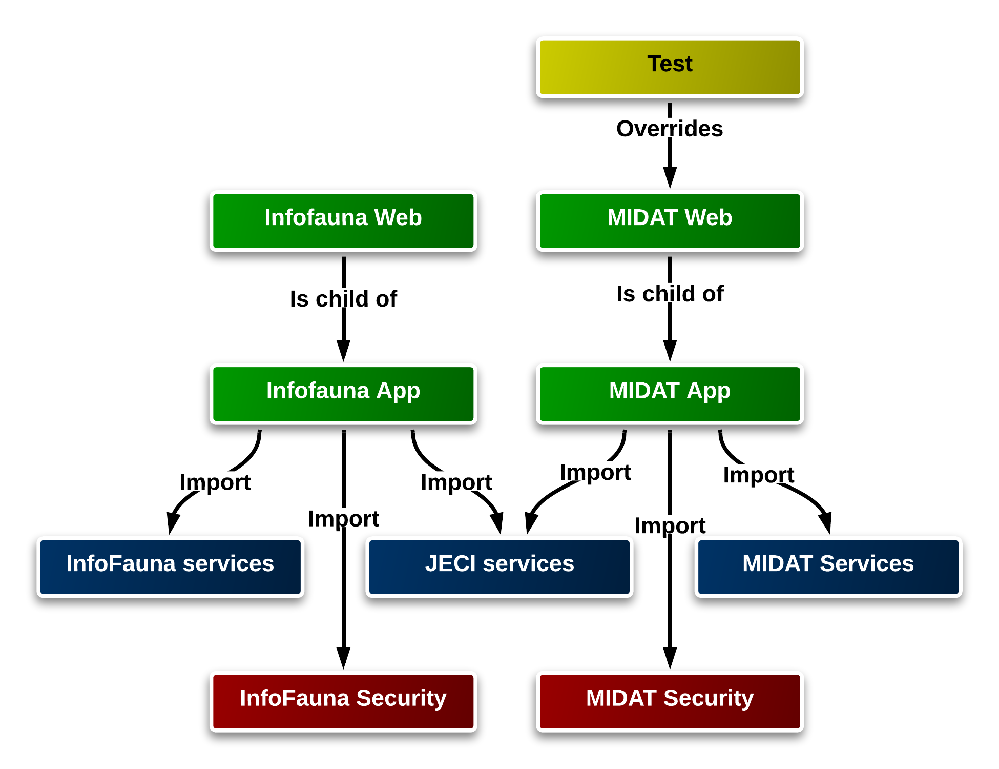 Test
Overrides
Infofauna Web
MIDAT Web
Is child of
Is child of
Infofauna App
MIDAT App
Import
Import
Import
Import
Import
Import
InfoFauna services
JECI services
MIDAT Services
InfoFauna Security
MIDAT Security